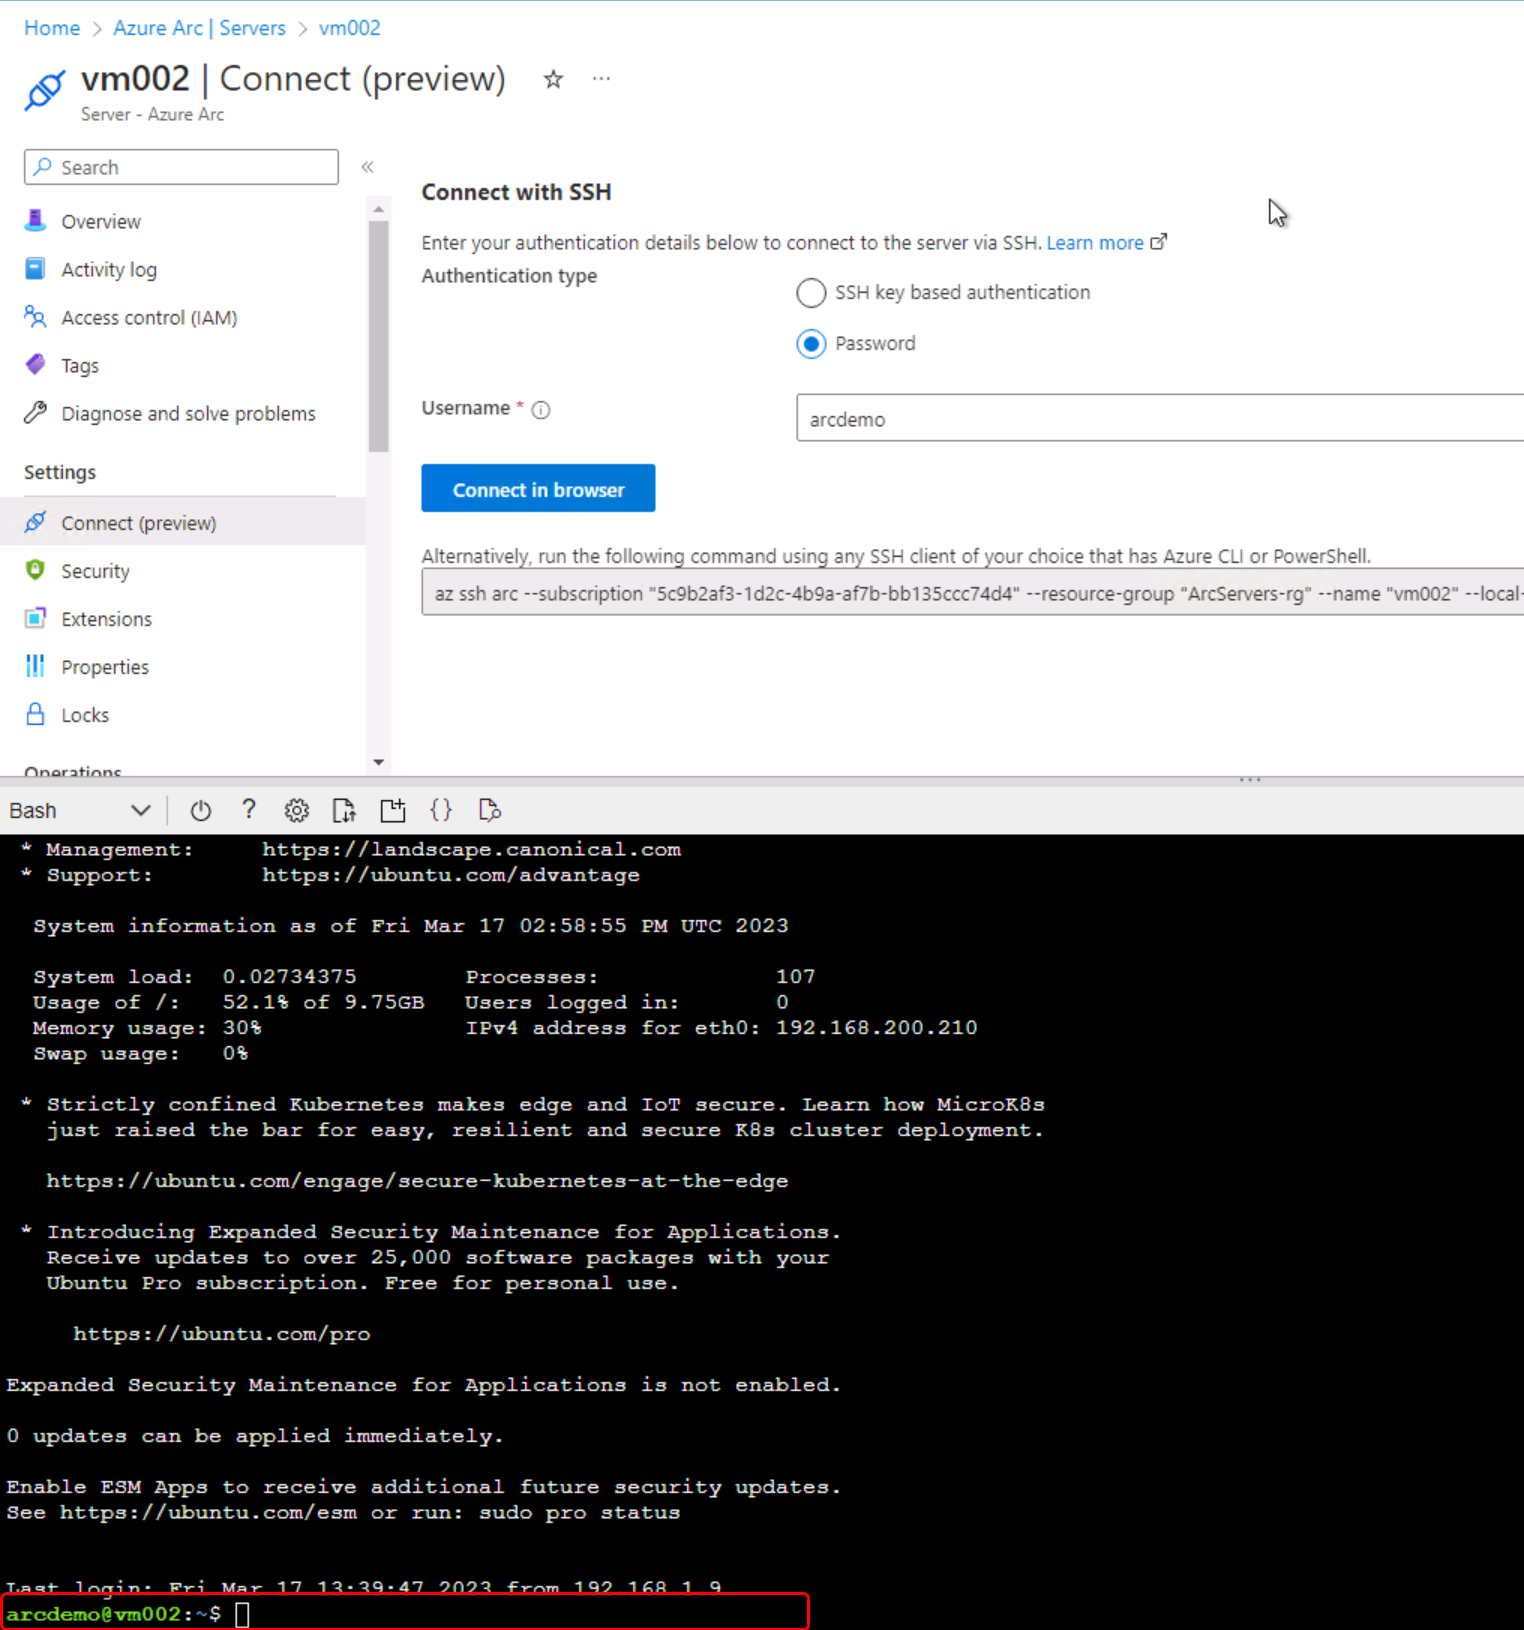 Home > Azure Arc | Servers > vm002
vm002 | Connect (preview) ☆ ...
Server - Azure Arc
Search «
Overview
Activity log
Access control (IAM)
Tags
Diagnose and solve problems
Settings
Connect (preview)
Security
Extensions
Properties
Locks
Operations
Connect with SSH
Enter your authentication details below to connect to the server via SSH. Learn more
Authentication type
SSH key based authentication
Password
Username *
arcdemo
Connect in browser
Alternatively, run the following command using any SSH client of your choice that has Azure CLI or PowerShell.
az ssh arc --subscription "5c9b2af3-1d2c-4b9a-af7b-bb135ccc74d4" --resource-group "ArcServers-rg" --name "vm002" --local-
Bash ? {}
* Management: https://landscape.canonical.com
* Support: https://ubuntu.com/advantage
System information as of Fri Mar 17 02:58:55 PM UTC 2023
System load: 0.02734375 Processes: 107
Usage of /: 52.1% of 9.75GB Users logged in: 0
Memory usage: 30% IPv4 address for eth0: 192.168.200.210
Swap usage: 0%
* Strictly confined Kubernetes makes edge and IoT secure. Learn how MicroK8s
just raised the bar for easy, resilient and secure K8s cluster deployment.
https://ubuntu.com/engage/secure-kubernetes-at-the-edge
* Introducing Expanded Security Maintenance for Applications.
Receive updates to over 25,000 software packages with your
Ubuntu Pro subscription. Free for personal use.
https://ubuntu.com/pro
Expanded Security Maintenance for Applications is not enabled.
0 updates can be applied immediately.
Enable ESM Apps to receive additional future security updates.
See https://ubuntu.com/esm or run: sudo pro status
Last login: Fri Mar 17 13:39:47 2023 from 192.168.1.9
arcdemo@vm002:~$